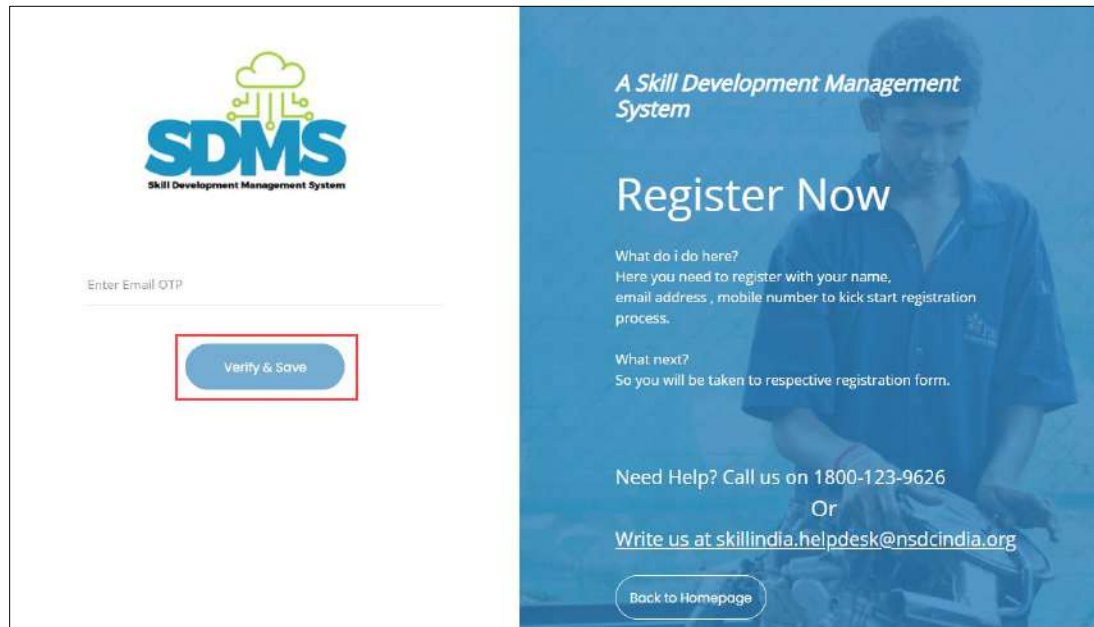 SDMS
Skill Development Management System
Enter Email OTP
Verify & Save
A Skill Development Management
System
Register Now
What do i do here?
Here you need to register with your name,
email address , mobile number to kick start registration
process.
What next?
So you will be taken to respective registration form.
Need Help? Call us on 1800-123-9626
Or
Write us at skillindia.helpdesk@nsdcindia.org
Back to Homepage